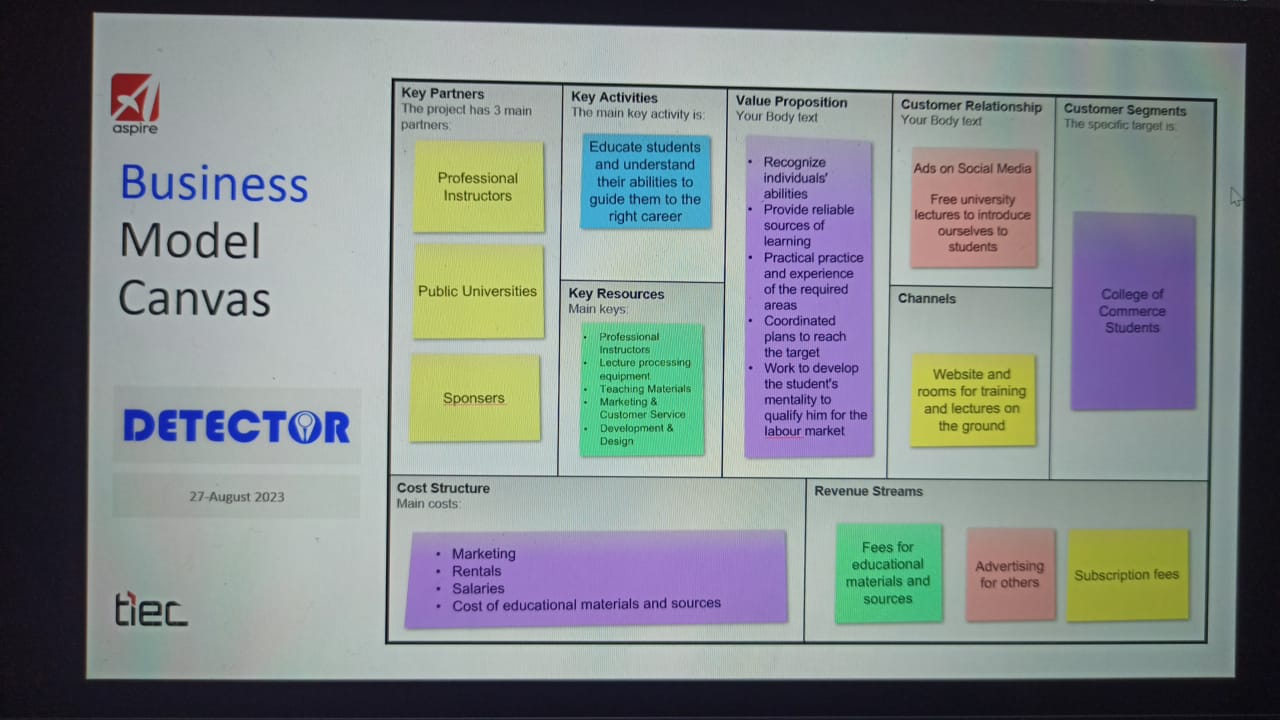 aspire
Business
Model
Canvas
DETECTOR
27-August 2023
tiec
Key Partners
The project has 3 main
partners:
Professional
Instructors
Public Universities
Sponsers
Key Activities
The main key activity is:
Educate students
and understand
their abilities to
guide them to the
right career
Key Resources
Main keys:
• Professional
Instructors
• Lecture processing
equipment
• Teaching Materials
• Marketing &
Customer Service
• Development &
Design
Value Proposition
Your Body text
• Recognize
individuals'
abilities
• Provide reliable
sources of
learning
• Practical practice
and experience
of the required
areas
• Coordinated
plans to reach
the target
• Work to develop
the student's
mentality to
qualify him for the
labour market
Customer Relationship
Your Body text
Ads on Social Media
Free university
lectures to introduce
ourselves to
students
Channels
Website and
rooms for training
and lectures on
the ground
Customer Segments
The specific target is:
College of
Commerce
Students
Cost Structure
Main costs:
• Marketing
• Rentals
• Salaries
• Cost of educational materials and sources
Revenue Streams
Fees for
educational
materials and
sources
Advertising
for others
Subscription fees